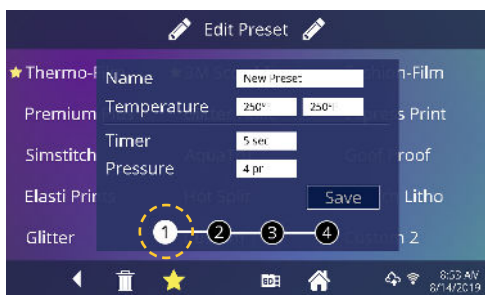 Edit Preset
Thermo-F
n-Film
Name New Preset
Premium
Temperature 250° 250°
s Print
Timer 5 sec
Simstitch
roof
Pressure 4 pr
Elasti Prin
Save
Litho
1 2 3 4
Glitter
2
8:53 AM
8/14/2019